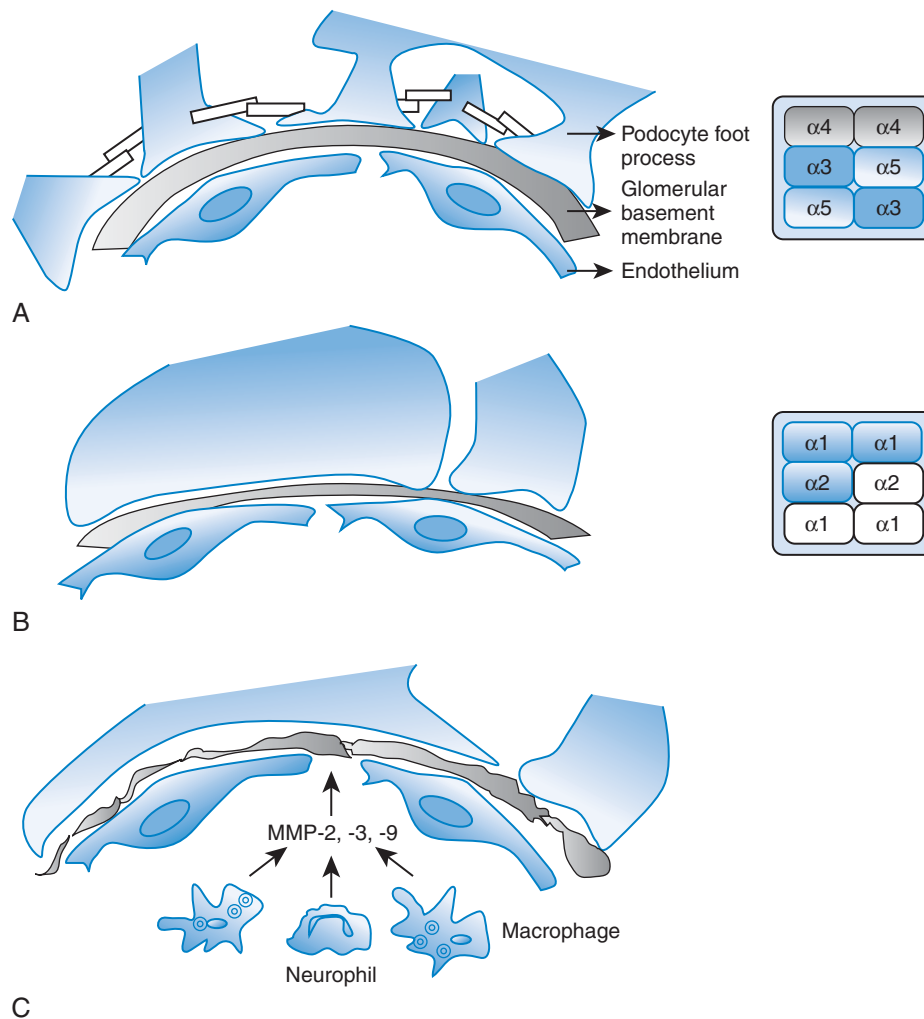 Podocyte foot
process
Glomerular
basement
membrane
Endothelium
α4 α4
α3 α5
α5 α3
A
α1 α1
α2 α2
α1 α1
B
MMP-2, -3, -9
Macrophage
Neurophil
C